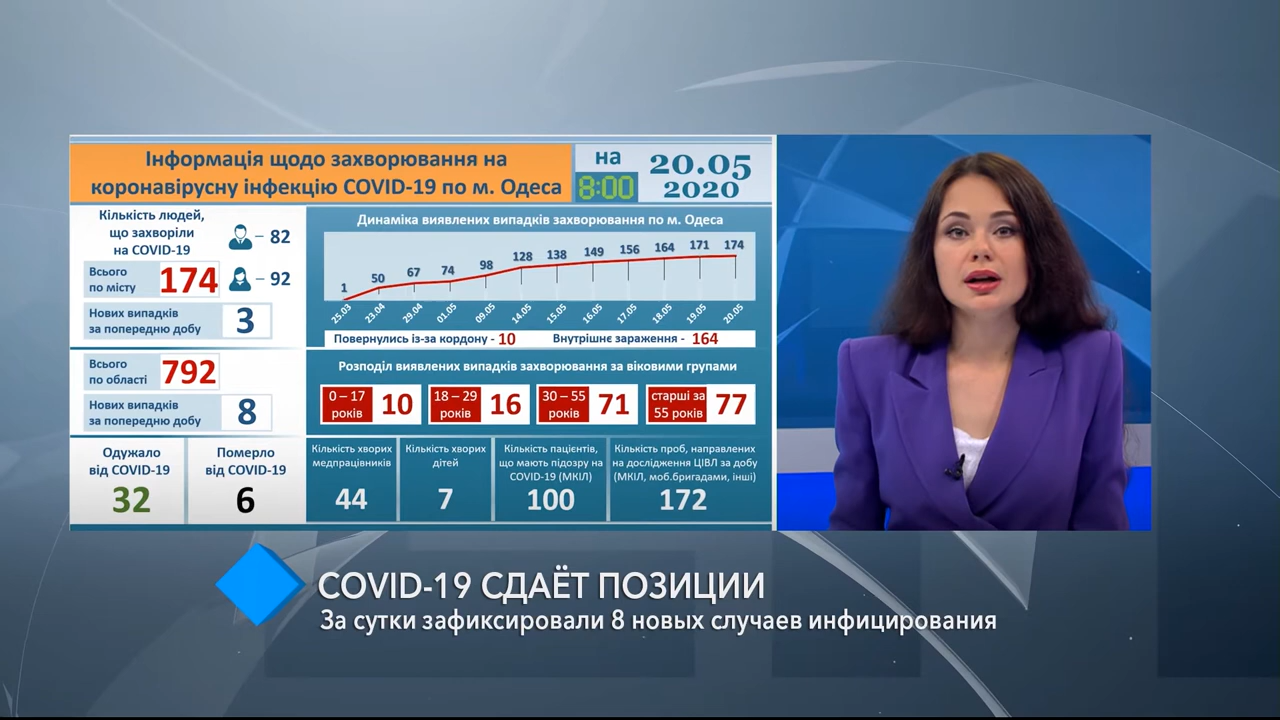 Інформація щодо захворювання на
коронавірусну інфекцію COVID-19 по м. Одеса
на
8:00
20.05
2020
Кількість людей,
що захворіли
на COVID-19
– 82
– 92
Всього
по місту
174
Нових випадків
за попередню добу
3
Всього
по області
792
Нових випадків
за попередню добу
8
Динаміка виявлених випадків захворювання по м. Одеса
1 50 67 74 98 128 138 149 156 164 171 174
25.03 23.04 29.04 01.05 09.05 14.05 15.05 16.05 17.05 18.05 19.05 20.05
Повернулись із-за кордону - 10
Внутрішнє зараження - 164
Розподіл виявлених випадків захворювання за віковими групами
0 – 17
років
10
18 – 29
років
16
30 – 55
років
71
старші за
55 років
77
Одужало
від COVID-19
32
Померло
від COVID-19
6
Кількість хворих
медпрацівників
44
Кількість хворих
дітей
7
Кількість пацієнтів,
що мають підозру на
COVID-19 (МКІЛ)
100
Кількість проб, направлених
на дослідження ЦІВЛ за добу
(МКІЛ, моб.бригадами, інші)
172
COVID-19 СДАЁТ ПОЗИЦИИ
За сутки зафиксировали 8 новых случаев инфицирования